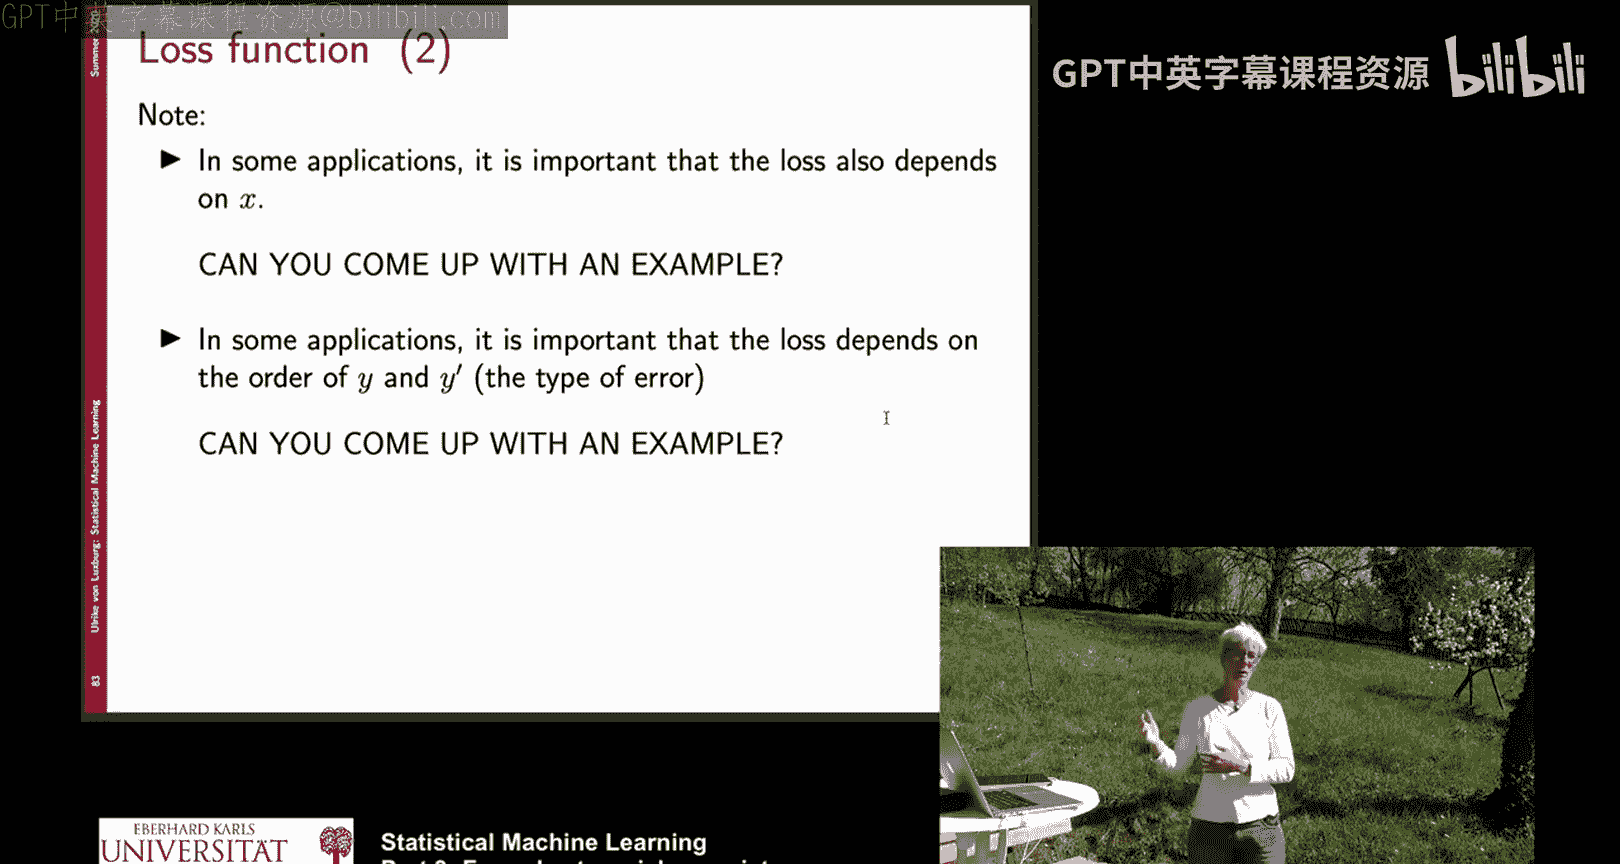 GPT中英字幕课程资源@bilibili.com
Loss function (2)
Note:
▶ In some applications, it is important that the loss also depends
on x.
CAN YOU COME UP WITH AN EXAMPLE?
▶ In some applications, it is important that the loss depends on
the order of y and y′ (the type of error)
CAN YOU COME UP WITH AN EXAMPLE?
Ulrike von Luxburg: Statistical Machine Learning
83
GPT中英字幕课程资源 bilibili
EBERHARD KARLS
UNIVERSITÄT
Statistical Machine Learning